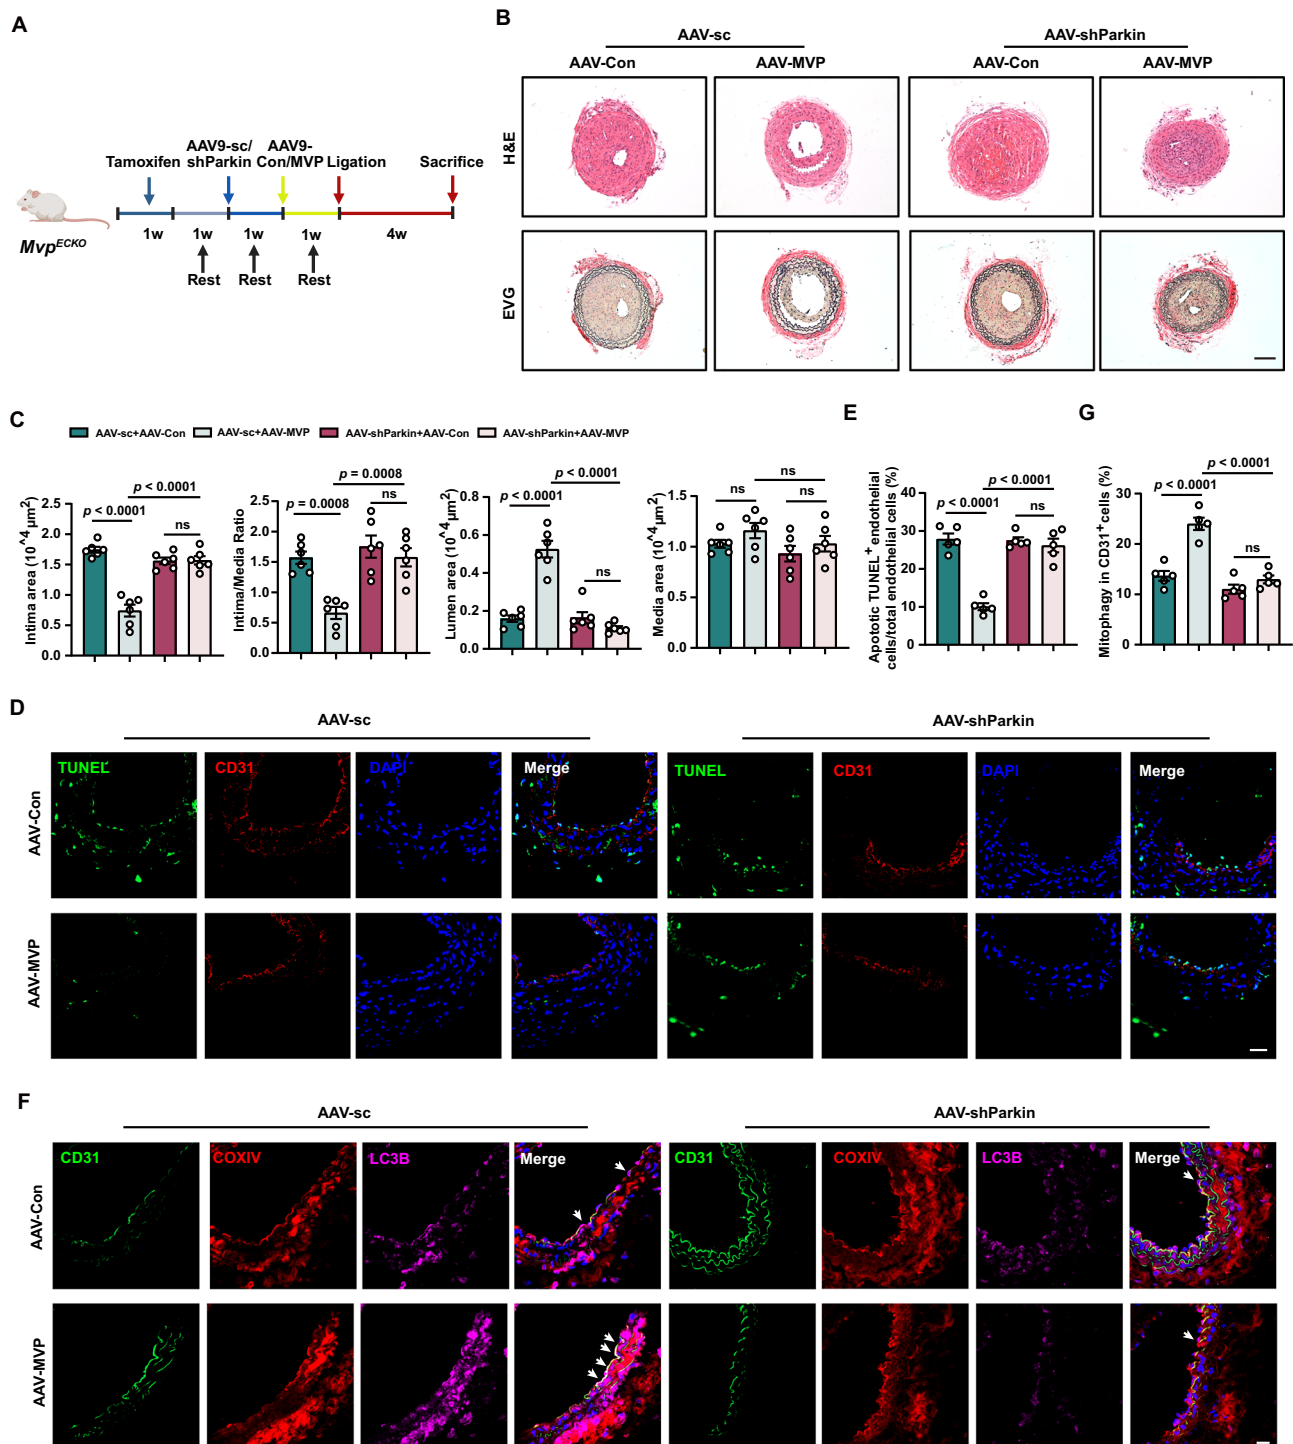 A
Tamoxifen
AAV9-sc/
shParkin
AAV9-
Con/MVP
Ligation
Sacrifice
Mvp^ECKO
1w
1w
1w
1w
4w
Rest
Rest
Rest
B
AAV-sc
AAV-shParkin
AAV-Con
AAV-MVP
AAV-Con
AAV-MVP
H&E
EVG
C
AAV-sc+AAV-Con
AAV-sc+AAV-MVP
AAV-shParkin+AAV-Con
AAV-shParkin+AAV-MVP
Intima area (10^4 µm²)
2.5
2.0
1.5
1.0
0.5
0.0
p < 0.0001
p < 0.0001
ns
Intima/Media Ratio
2.5
2.0
1.5
1.0
0.5
0.0
p = 0.0008
p = 0.0008
ns
Lumen area (10^4 µm²)
0.8
0.6
0.4
0.2
0.0
p < 0.0001
p < 0.0001
ns
Media area (10^4 µm²)
1.5
1.0
0.5
0.0
ns
ns
ns
E
Apoptotic TUNEL⁺ endothelial
cells/total endothelial cells (%)
40
30
20
10
0
p < 0.0001
p < 0.0001
ns
G
Mitophagy in CD31⁺ cells (%)
30
20
10
0
p < 0.0001
p < 0.0001
ns
D
AAV-sc
AAV-shParkin
AAV-Con
TUNEL
CD31
DAPI
Merge
TUNEL
CD31
DAPI
Merge
AAV-MVP
F
AAV-sc
AAV-shParkin
AAV-Con
CD31
COXIV
LC3B
Merge
CD31
COXIV
LC3B
Merge
AAV-MVP